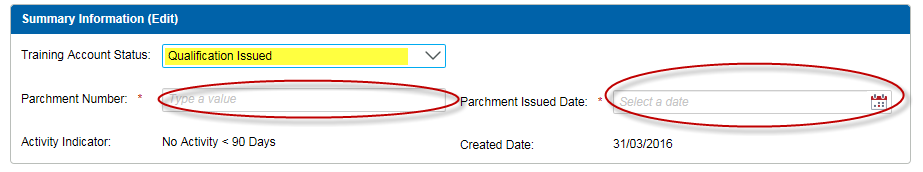 Summary Information (Edit)
Training Account Status: Qualification Issued
Parchment Number: * Type a value Parchment Issued Date: * Select a date
Activity Indicator: No Activity < 90 Days Created Date: 31/03/2016